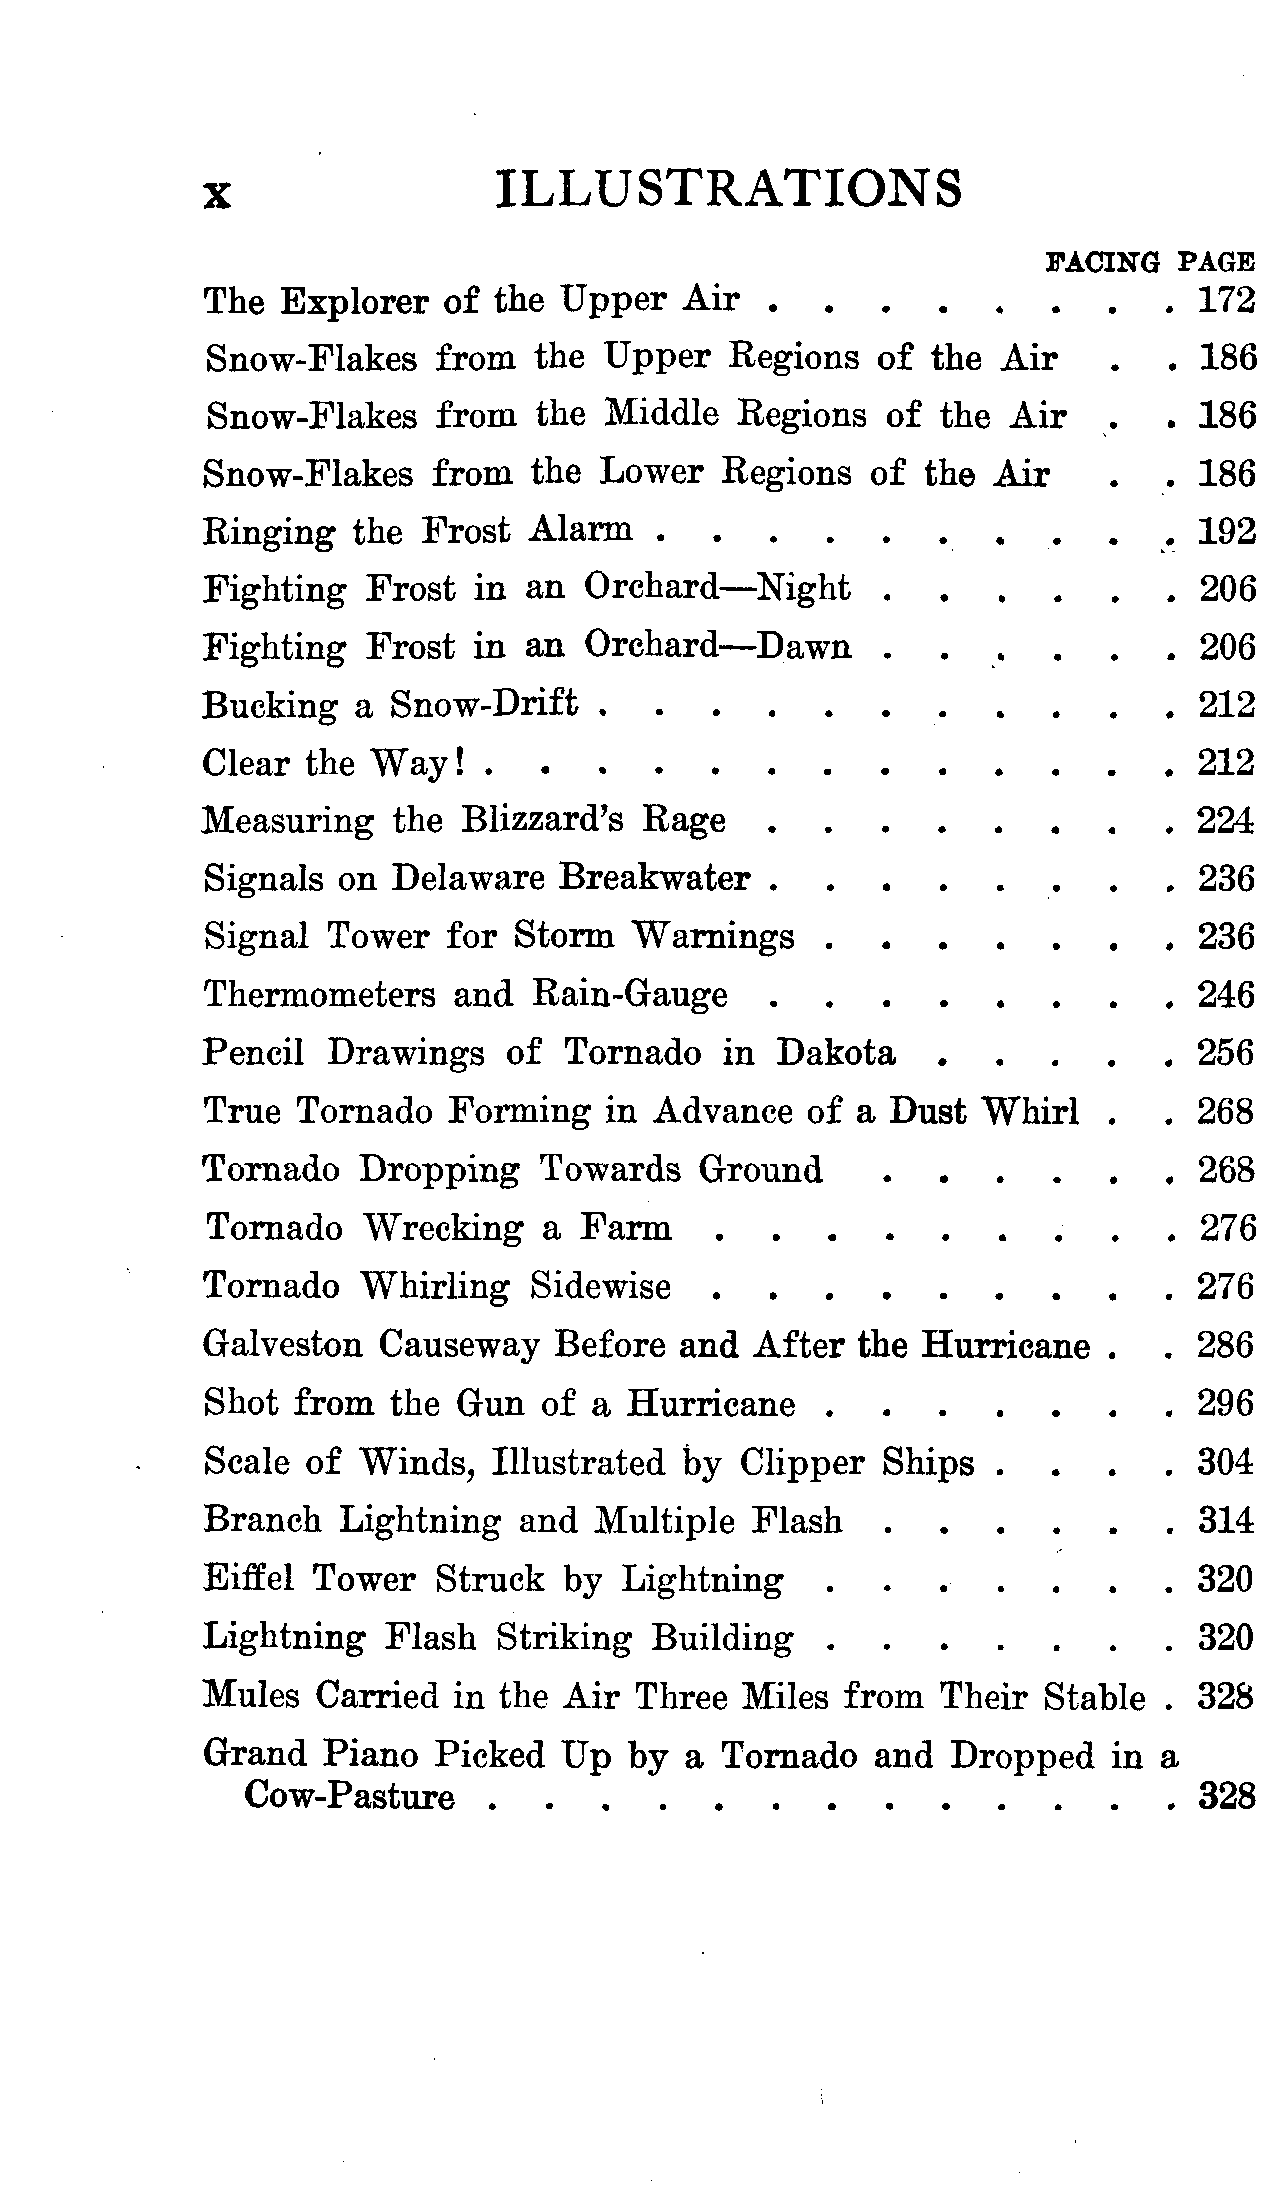 x ILLUSTRATIONS
FACING PAGE
The Explorer of the Upper Air . . . . . . . . 172
Snow-Flakes from the Upper Regions of the Air . . 186
Snow-Flakes from the Middle Regions of the Air . . 186
Snow-Flakes from the Lower Regions of the Air . . 186
Ringing the Frost Alarm . . . . . . . . . . 192
Fighting Frost in an Orchard—Night . . . . . . 206
Fighting Frost in an Orchard—Dawn . . . . . . 206
Bucking a Snow-Drift . . . . . . . . . . . 212
Clear the Way! . . . . . . . . . . . . . 212
Measuring the Blizzard's Rage . . . . . . . . 224
Signals on Delaware Breakwater . . . . . . . . 236
Signal Tower for Storm Warnings . . . . . . . 236
Thermometers and Rain-Gauge . . . . . . . . 246
Pencil Drawings of Tornado in Dakota . . . . . 256
True Tornado Forming in Advance of a Dust Whirl . . 268
Tornado Dropping Towards Ground . . . . . . 268
Tornado Wrecking a Farm . . . . . . . . . 276
Tornado Whirling Sidewise . . . . . . . . . 276
Galveston Causeway Before and After the Hurricane . . 286
Shot from the Gun of a Hurricane . . . . . . . 296
Scale of Winds, Illustrated by Clipper Ships . . . . 304
Branch Lightning and Multiple Flash . . . . . . 314
Eiffel Tower Struck by Lightning . . . . . . . 320
Lightning Flash Striking Building . . . . . . . 320
Mules Carried in the Air Three Miles from Their Stable . 328
Grand Piano Picked Up by a Tornado and Dropped in a
Cow-Pasture . . . . . . . . . . . . . 328